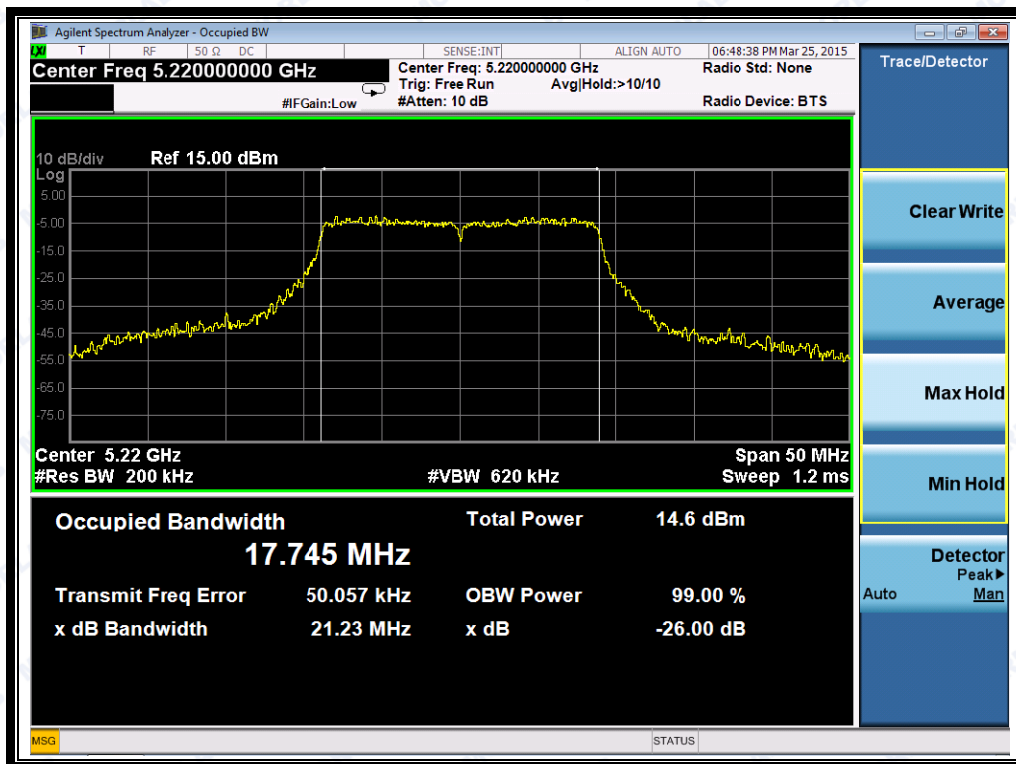 Agilent Spectrum Analyzer - Occupied BW
LXI T RF 50 Ω DC SENSE:INT ALIGN AUTO 06:48:38 PM Mar 25, 2015
Center Freq 5.220000000 GHz
Center Freq: 5.220000000 GHz Radio Std: None
Trig: Free Run Avg|Hold:>10/10
#IFGain:Low #Atten: 10 dB Radio Device: BTS
Trace/Detector
10 dB/div Ref 15.00 dBm
Log
5.00
-5.00
-15.0
-25.0
-35.0
-45.0
-55.0
-65.0
-75.0
Center 5.22 GHz Span 50 MHz
#Res BW 200 kHz #VBW 620 kHz Sweep 1.2 ms
Occupied Bandwidth Total Power 14.6 dBm
17.745 MHz
Transmit Freq Error 50.057 kHz OBW Power 99.00 %
x dB Bandwidth 21.23 MHz x dB -26.00 dB
Clear Write
Average
Max Hold
Min Hold
Detector
Peak▶
Auto Man
MSG STATUS